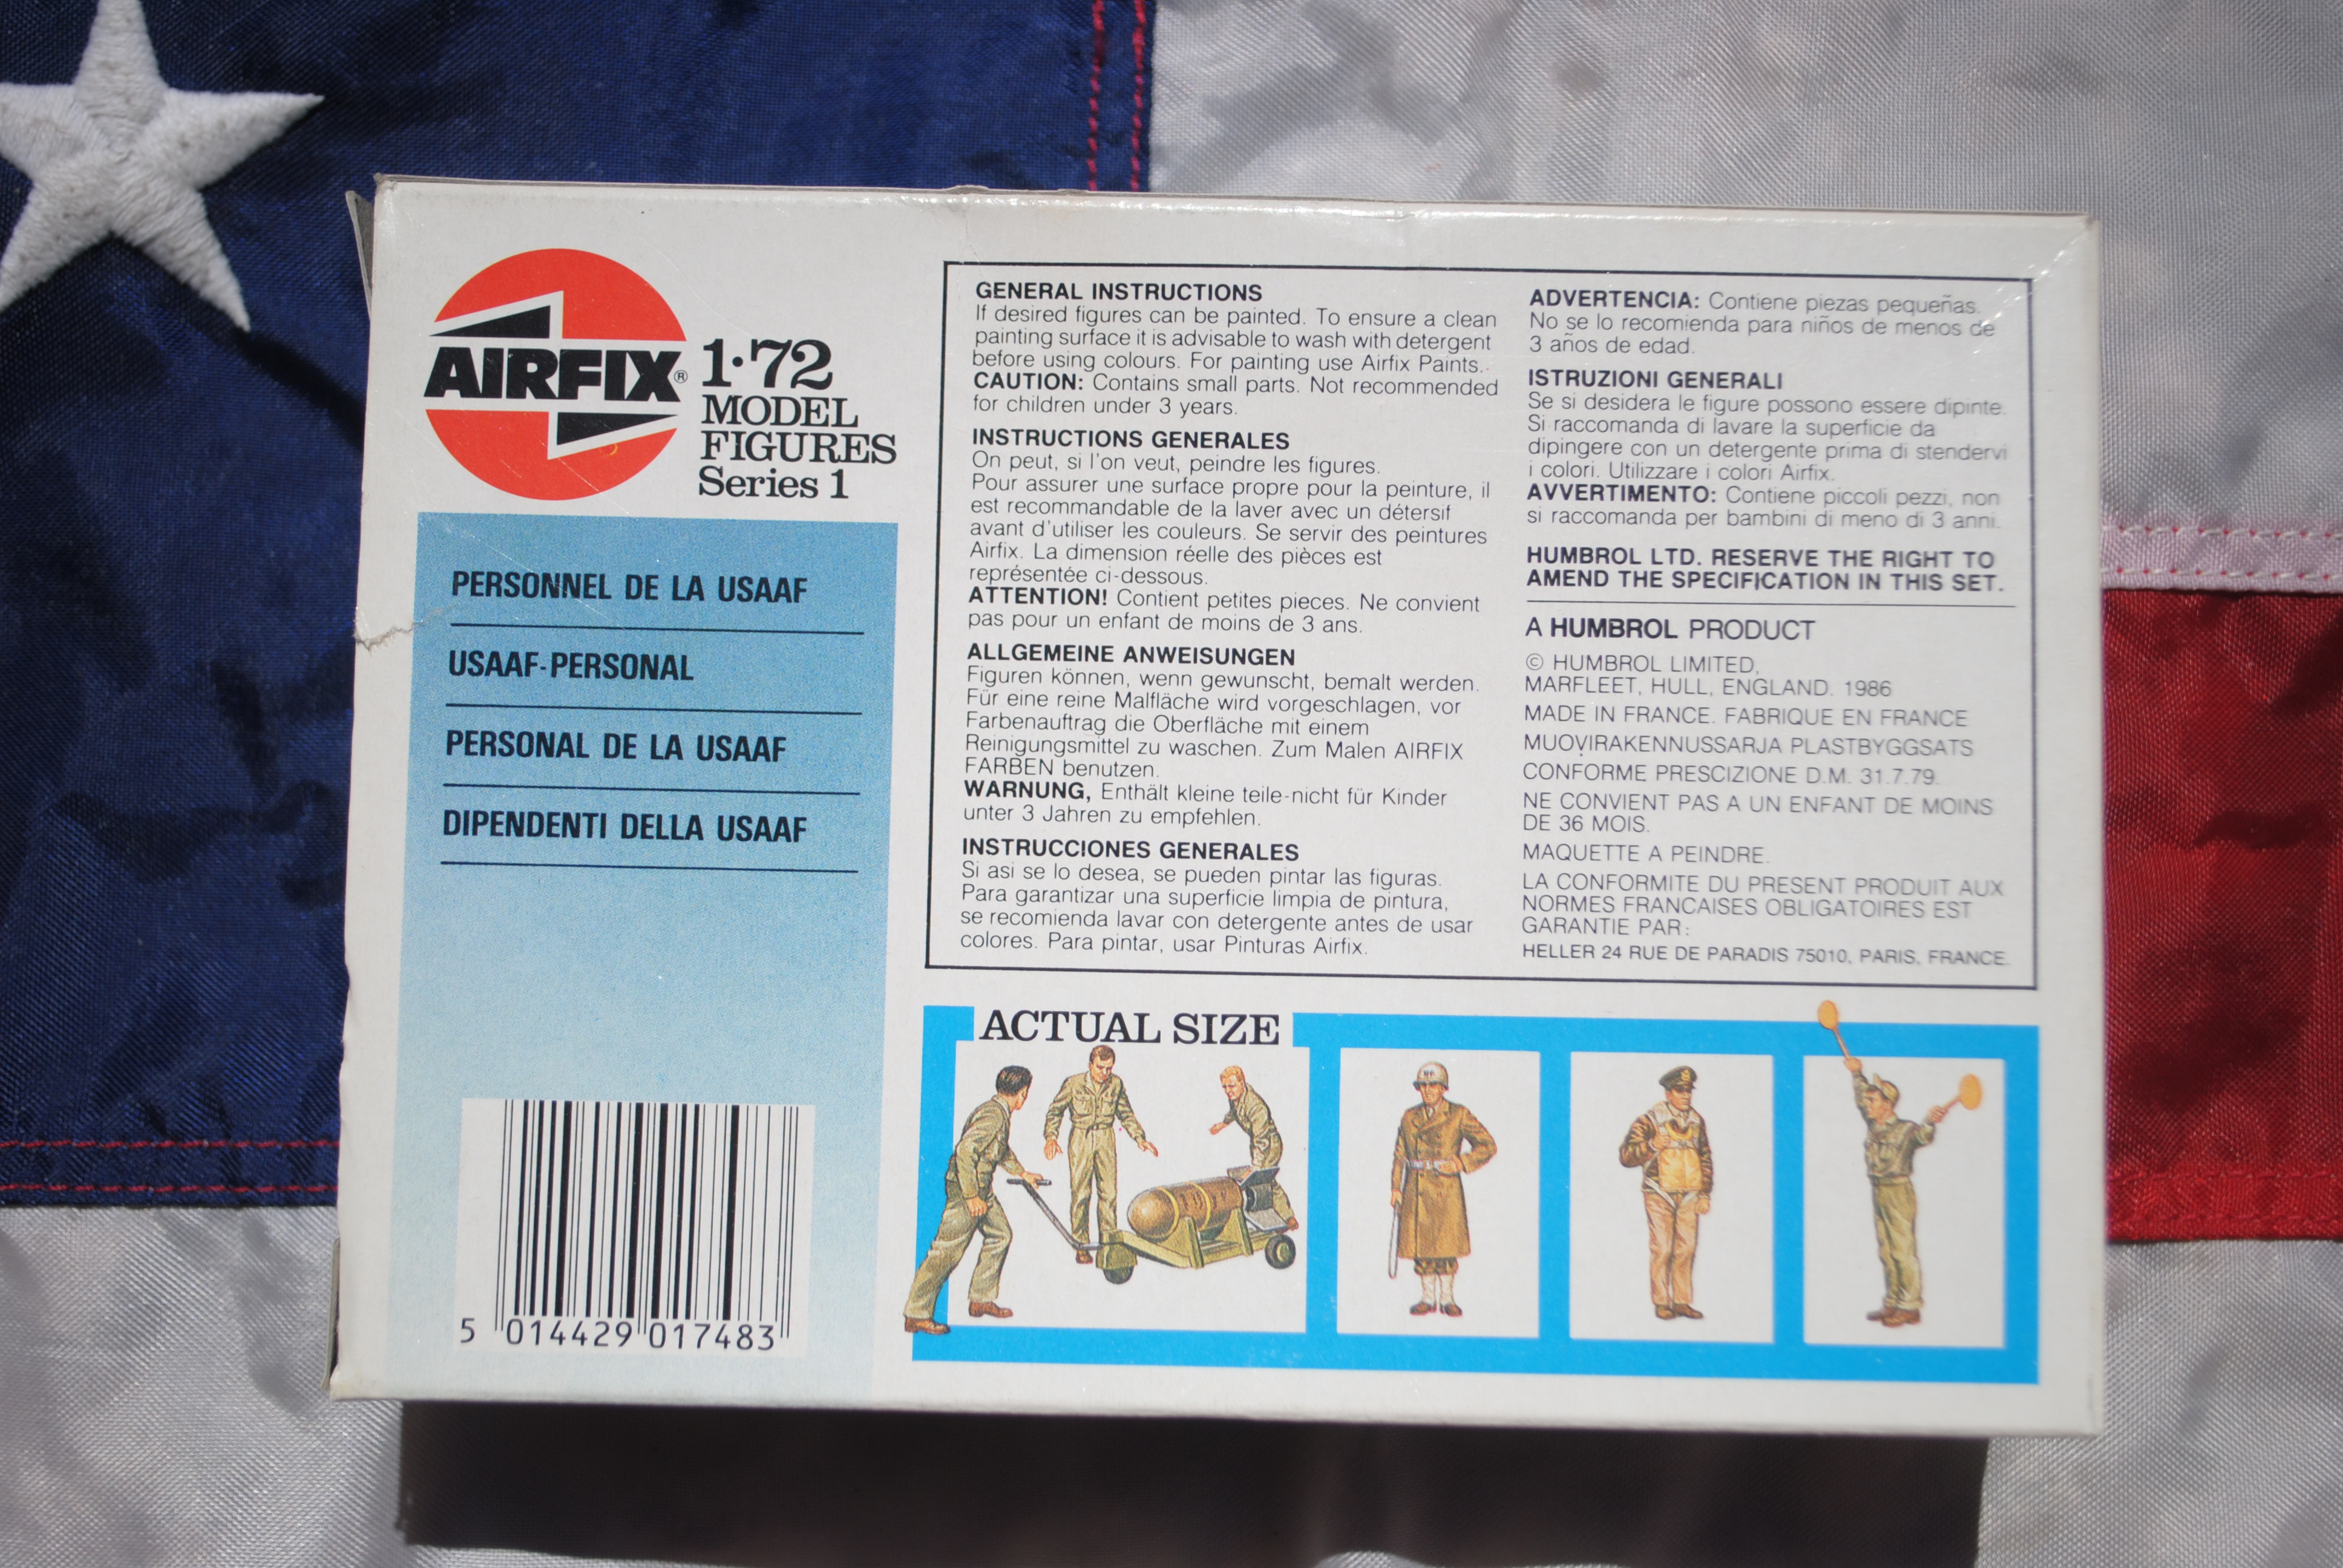 AIRFIX®
1·72
MODEL
FIGURES
Series 1
PERSONNEL DE LA USAAF
USAAF-PERSONAL
PERSONAL DE LA USAAF
DIPENDENTI DELLA USAAF
5 014429 017483
GENERAL INSTRUCTIONS
If desired figures can be painted. To ensure a clean
painting surface it is advisable to wash with detergent
before using colours. For painting use Airfix Paints.
CAUTION: Contains small parts. Not recommended
for children under 3 years.
INSTRUCTIONS GENERALES
On peut, si l'on veut, peindre les figures.
Pour assurer une surface propre pour la peinture, il
est recommandable de la laver avec un détersif
avant d'utiliser les couleurs. Se servir des peintures
Airfix. La dimension réelle des pièces est
représentée ci-dessous.
ATTENTION! Contient petites pieces. Ne convient
pas pour un enfant de moins de 3 ans.
ALLGEMEINE ANWEISUNGEN
Figuren können, wenn gewunscht, bemalt werden.
Für eine reine Malfläche wird vorgeschlagen, vor
Farbenauftrag die Oberfläche mit einem
Reinigungsmittel zu waschen. Zum Malen AIRFIX
FARBEN benutzen.
WARNUNG, Enthält kleine teile-nicht für Kinder
unter 3 Jahren zu empfehlen.
INSTRUCCIONES GENERALES
Si asi se lo desea, se pueden pintar las figuras.
Para garantizar una superficie limpia de pintura,
se recomienda lavar con detergente antes de usar
colores. Para pintar, usar Pinturas Airfix.
ADVERTENCIA: Contiene piezas pequeñas.
No se lo recomienda para niños de menos de
3 años de edad.
ISTRUZIONI GENERALI
Se si desidera le figure possono essere dipinte.
Si raccomanda di lavare la superficie da
dipingere con un detergente prima di stendervi
i colori. Utilizzare i colori Airfix.
AVVERTIMENTO: Contiene piccoli pezzi, non
si raccomanda per bambini di meno di 3 anni.
HUMBROL LTD. RESERVE THE RIGHT TO
AMEND THE SPECIFICATION IN THIS SET.
A HUMBROL PRODUCT
© HUMBROL LIMITED,
MARFLEET, HULL, ENGLAND. 1986
MADE IN FRANCE. FABRIQUE EN FRANCE
MUOVIRAKENNUSSARJA PLASTBYGGSATS
CONFORME PRESCIZIONE D.M. 31.7.79.
NE CONVIENT PAS A UN ENFANT DE MOINS
DE 36 MOIS.
MAQUETTE A PEINDRE.
LA CONFORMITE DU PRESENT PRODUIT AUX
NORMES FRANCAISES OBLIGATOIRES EST
GARANTIE PAR:
HELLER 24 RUE DE PARADIS 75010, PARIS, FRANCE.
ACTUAL SIZE
MP